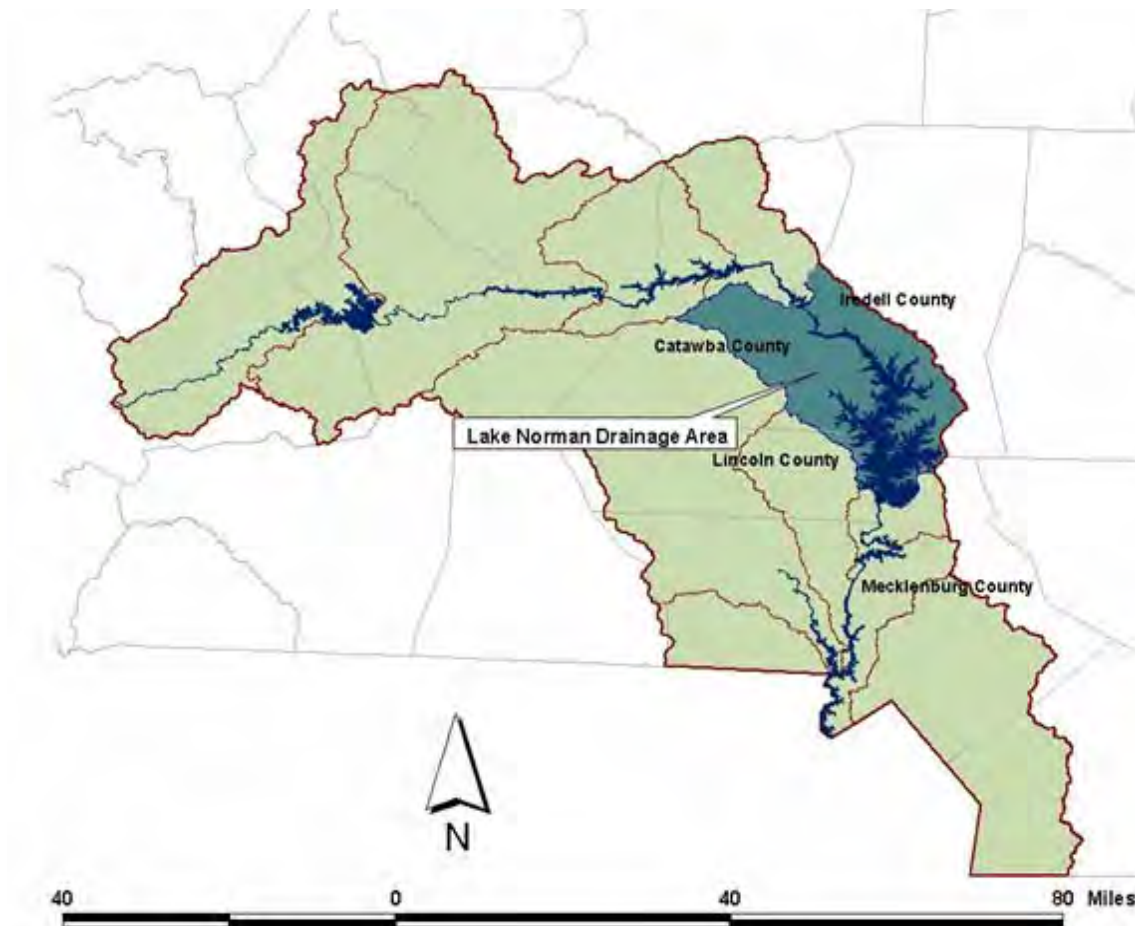 Iredell County
Catawba County
Lake Norman Drainage Area
Lincoln County
Mecklenburg County
N
40 0 40 80 Miles